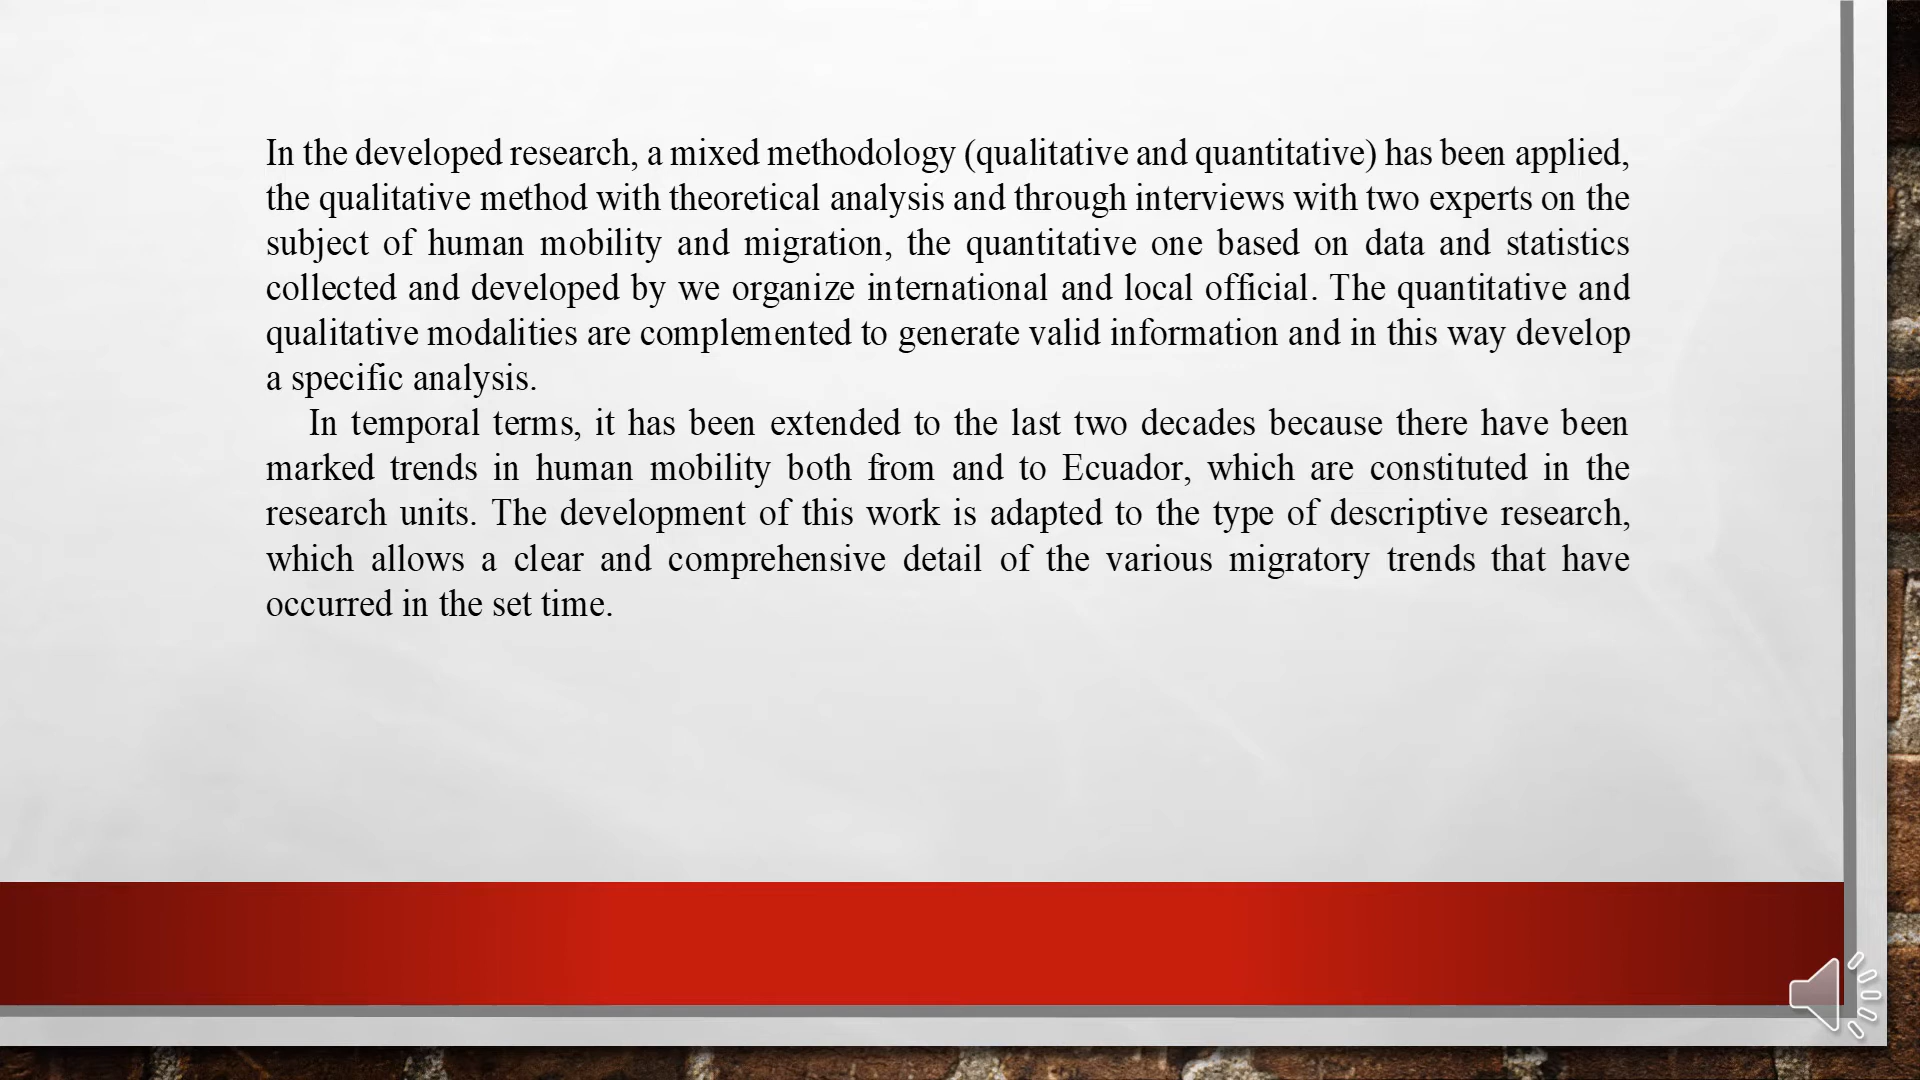 In the developed research, a mixed methodology (qualitative and quantitative) has been applied,
the qualitative method with theoretical analysis and through interviews with two experts on the
subject of human mobility and migration, the quantitative one based on data and statistics
collected and developed by we organize international and local official. The quantitative and
qualitative modalities are complemented to generate valid information and in this way develop
a specific analysis.
In temporal terms, it has been extended to the last two decades because there have been
marked trends in human mobility both from and to Ecuador, which are constituted in the
research units. The development of this work is adapted to the type of descriptive research,
which allows a clear and comprehensive detail of the various migratory trends that have
occurred in the set time.